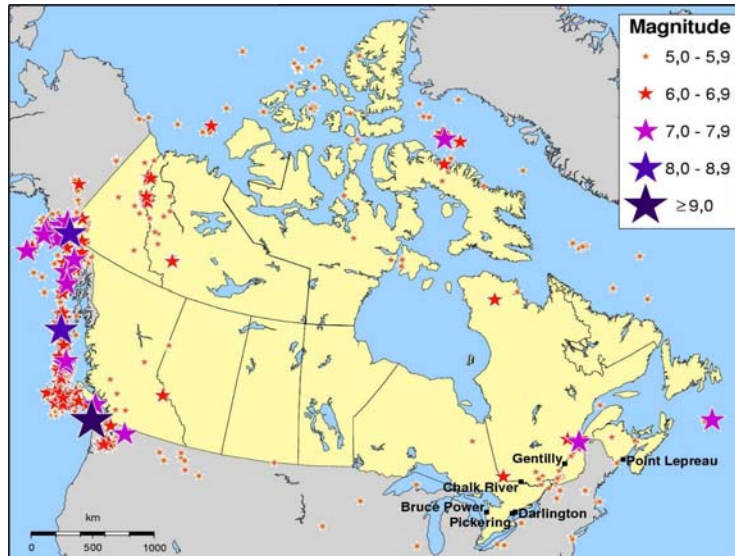 Magnitude
5,0 - 5,9
6,0 - 6,9
7,0 - 7,9
8,0 - 8,9
≥9,0
Gentilly
Point Lepreau
Chalk River
Bruce Power
Darlington
Pickering
km
0 500 1000